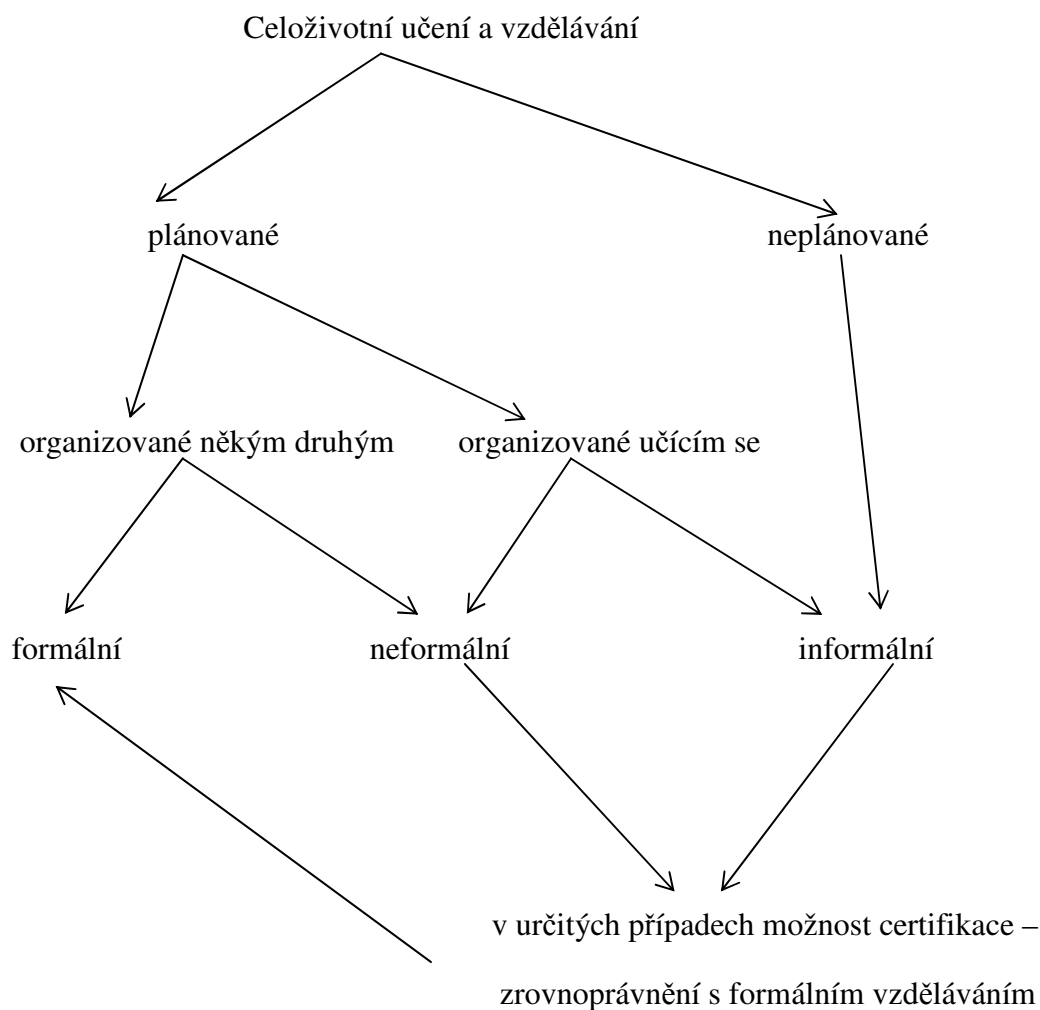 Celoživotní učení a vzdělávání
plánované
neplánované
organizované někým druhým
organizované učícím se
formální
neformální
informální
v určitých případech možnost certifikace –
zrovnoprávnění s formálním vzděláváním